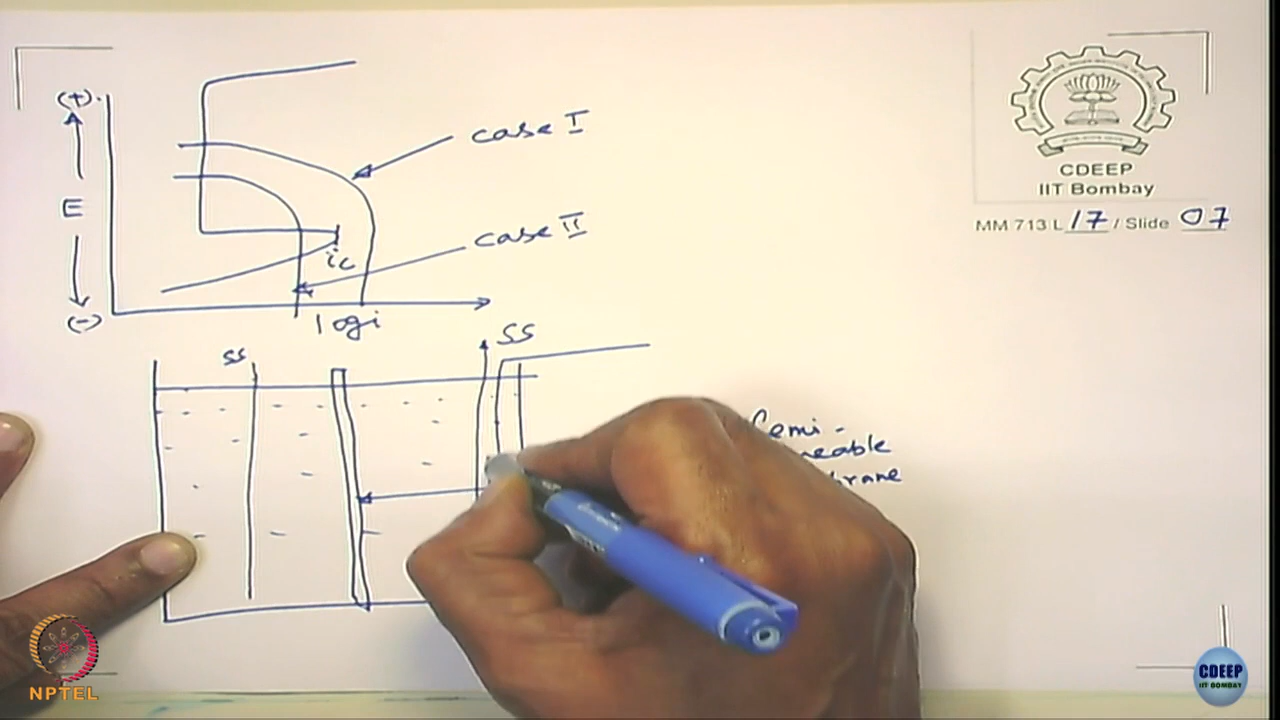 (+)
E
(-)
case I
case II
ic
log i
CDEEP
IIT Bombay
MM 713 L 17 / Slide 07
SS
SS
Semi-
NPTEL
CDEEP
IIT BOMBAY